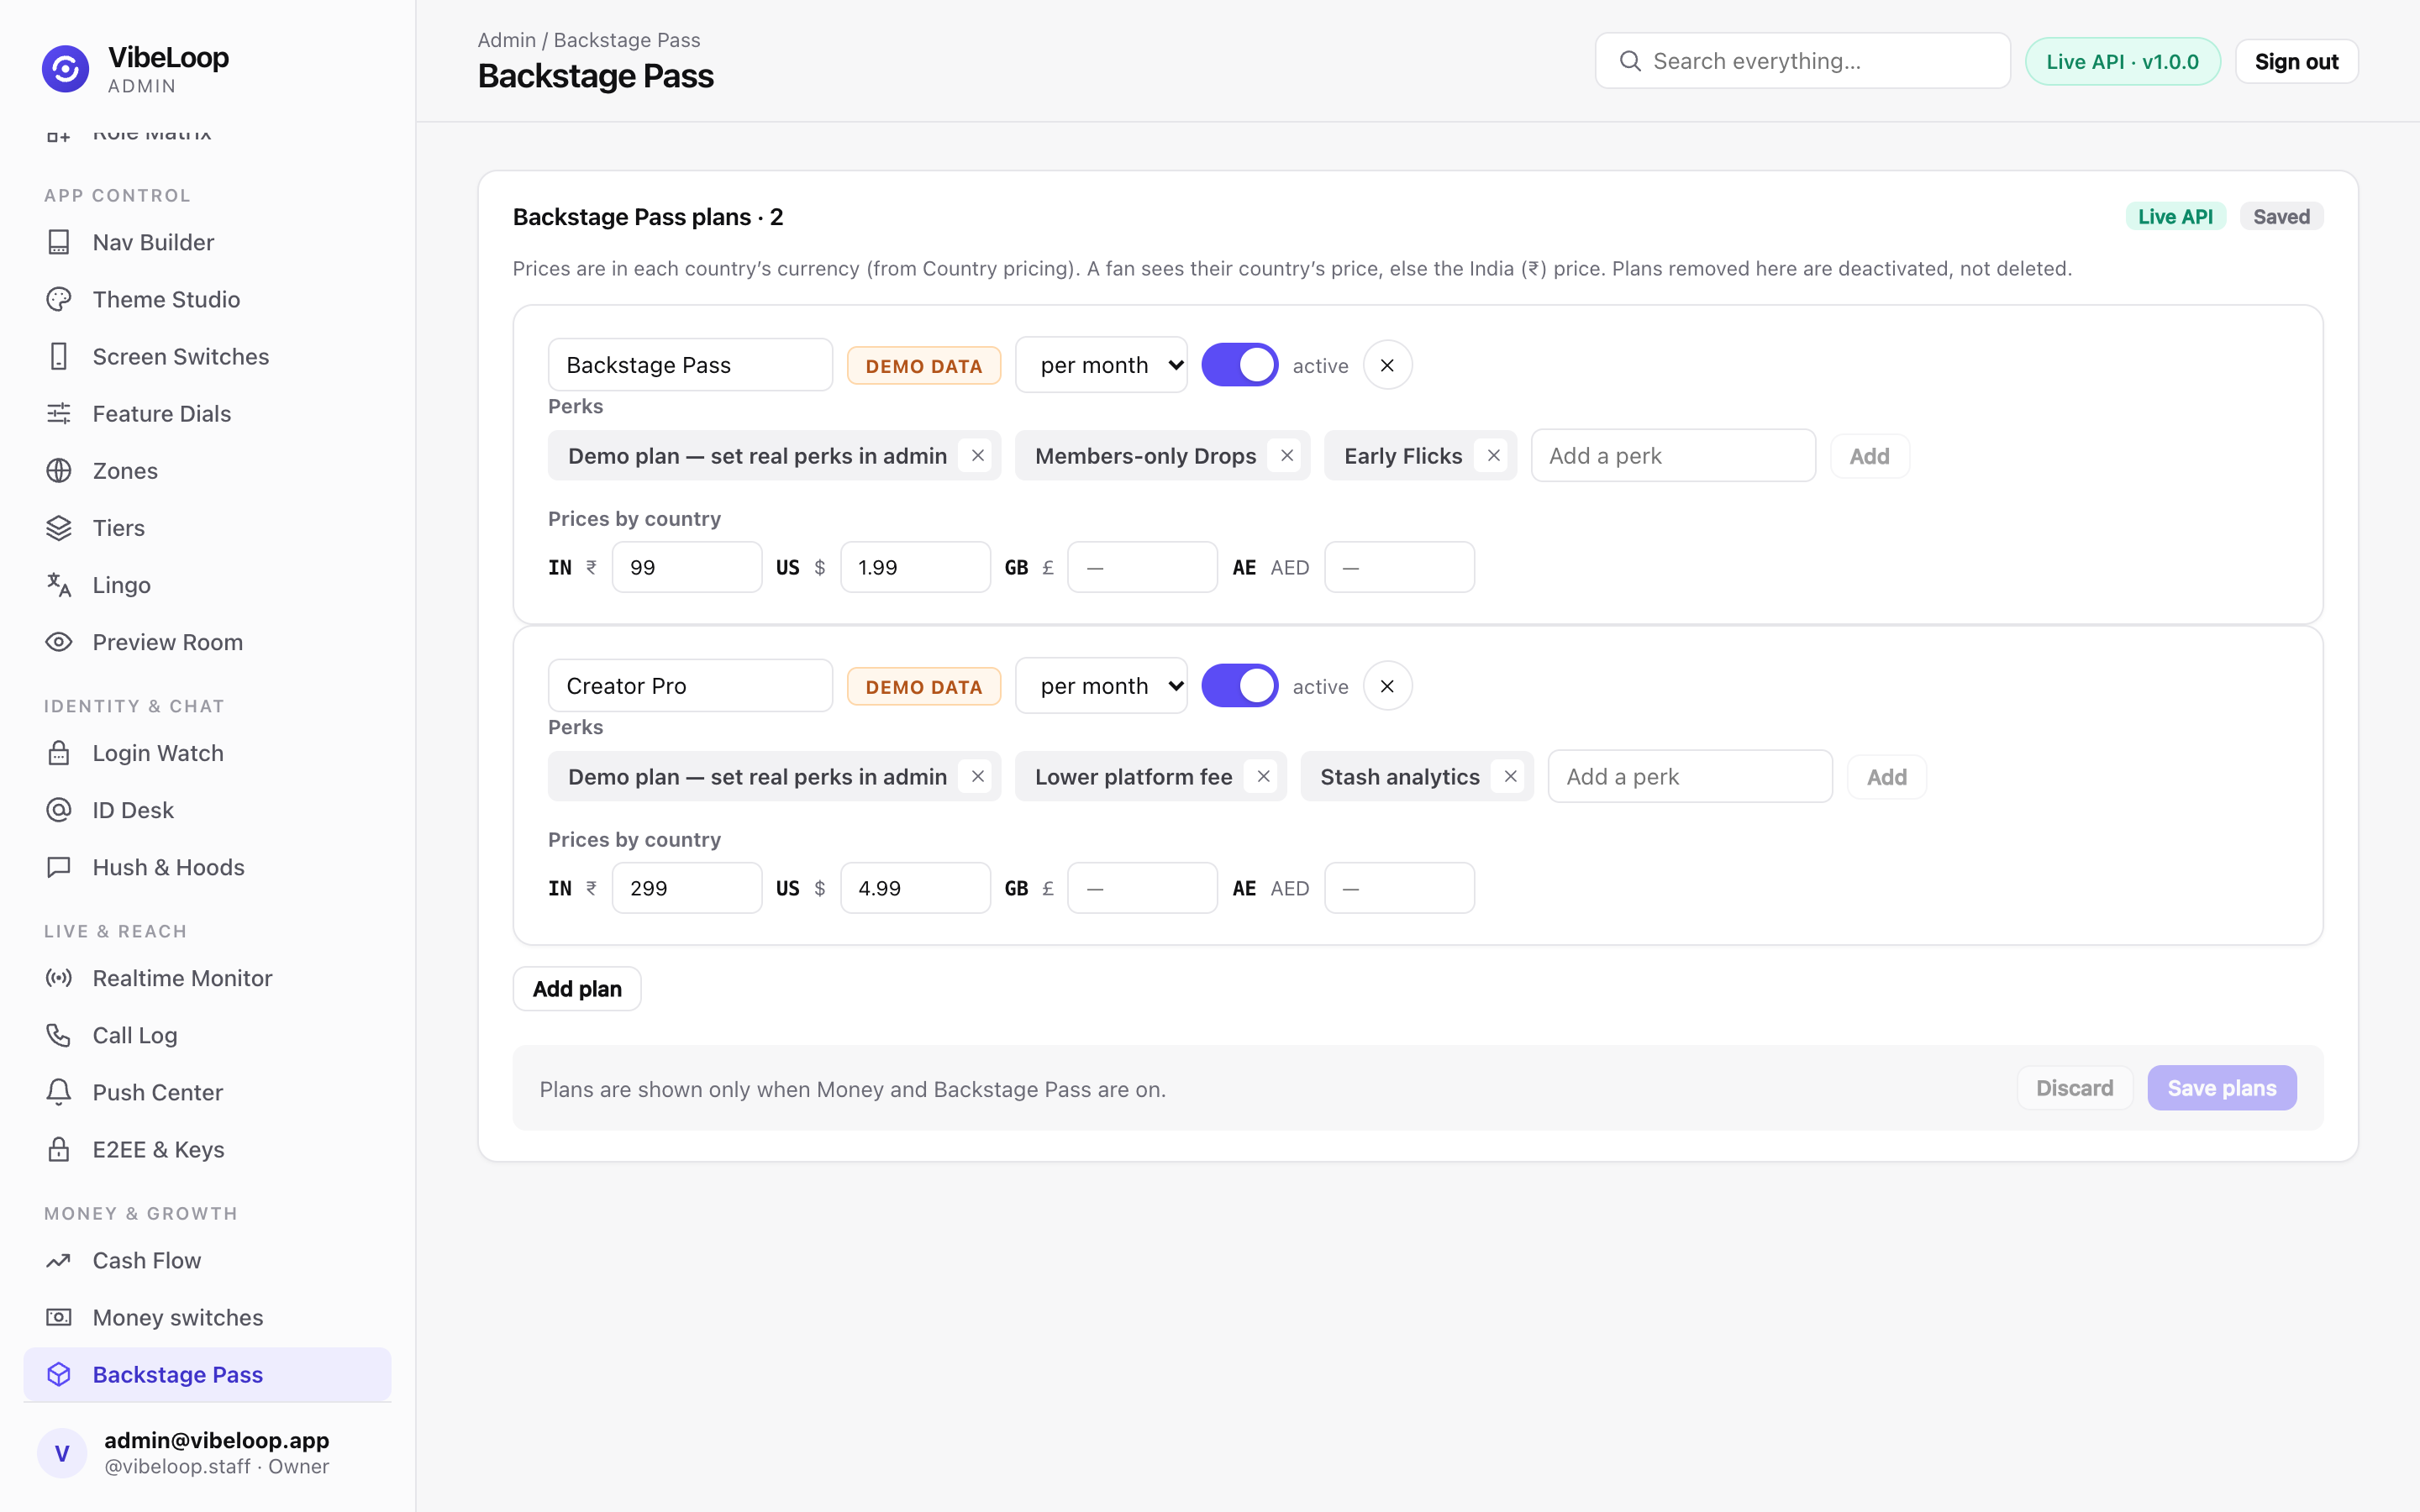 VibeLoop
ADMIN
Role Matrix
APP CONTROL
Nav Builder
Theme Studio
Screen Switches
Feature Dials
Zones
Tiers
Lingo
Preview Room
IDENTITY & CHAT
Login Watch
ID Desk
Hush & Hoods
LIVE & REACH
Realtime Monitor
Call Log
Push Center
E2EE & Keys
MONEY & GROWTH
Cash Flow
Money switches
Backstage Pass
V
admin@vibeloop.app
@vibeloop.staff · Owner
Admin / Backstage Pass
Backstage Pass
Search everything...
Live API · v1.0.0
Sign out
Backstage Pass plans · 2
Live API
Saved
Prices are in each country’s currency (from Country pricing). A fan sees their country’s price, else the India (₹) price. Plans removed here are deactivated, not deleted.
Backstage Pass DEMO DATA per month active ×
Perks
Demo plan — set real perks in admin × Members-only Drops × Early Flicks × Add a perk Add
Prices by country
IN ₹ 99 US $ 1.99 GB £ — AE AED —
Creator Pro DEMO DATA per month active ×
Perks
Demo plan — set real perks in admin × Lower platform fee × Stash analytics × Add a perk Add
Prices by country
IN ₹ 299 US $ 4.99 GB £ — AE AED —
Add plan
Plans are shown only when Money and Backstage Pass are on.
Discard
Save plans